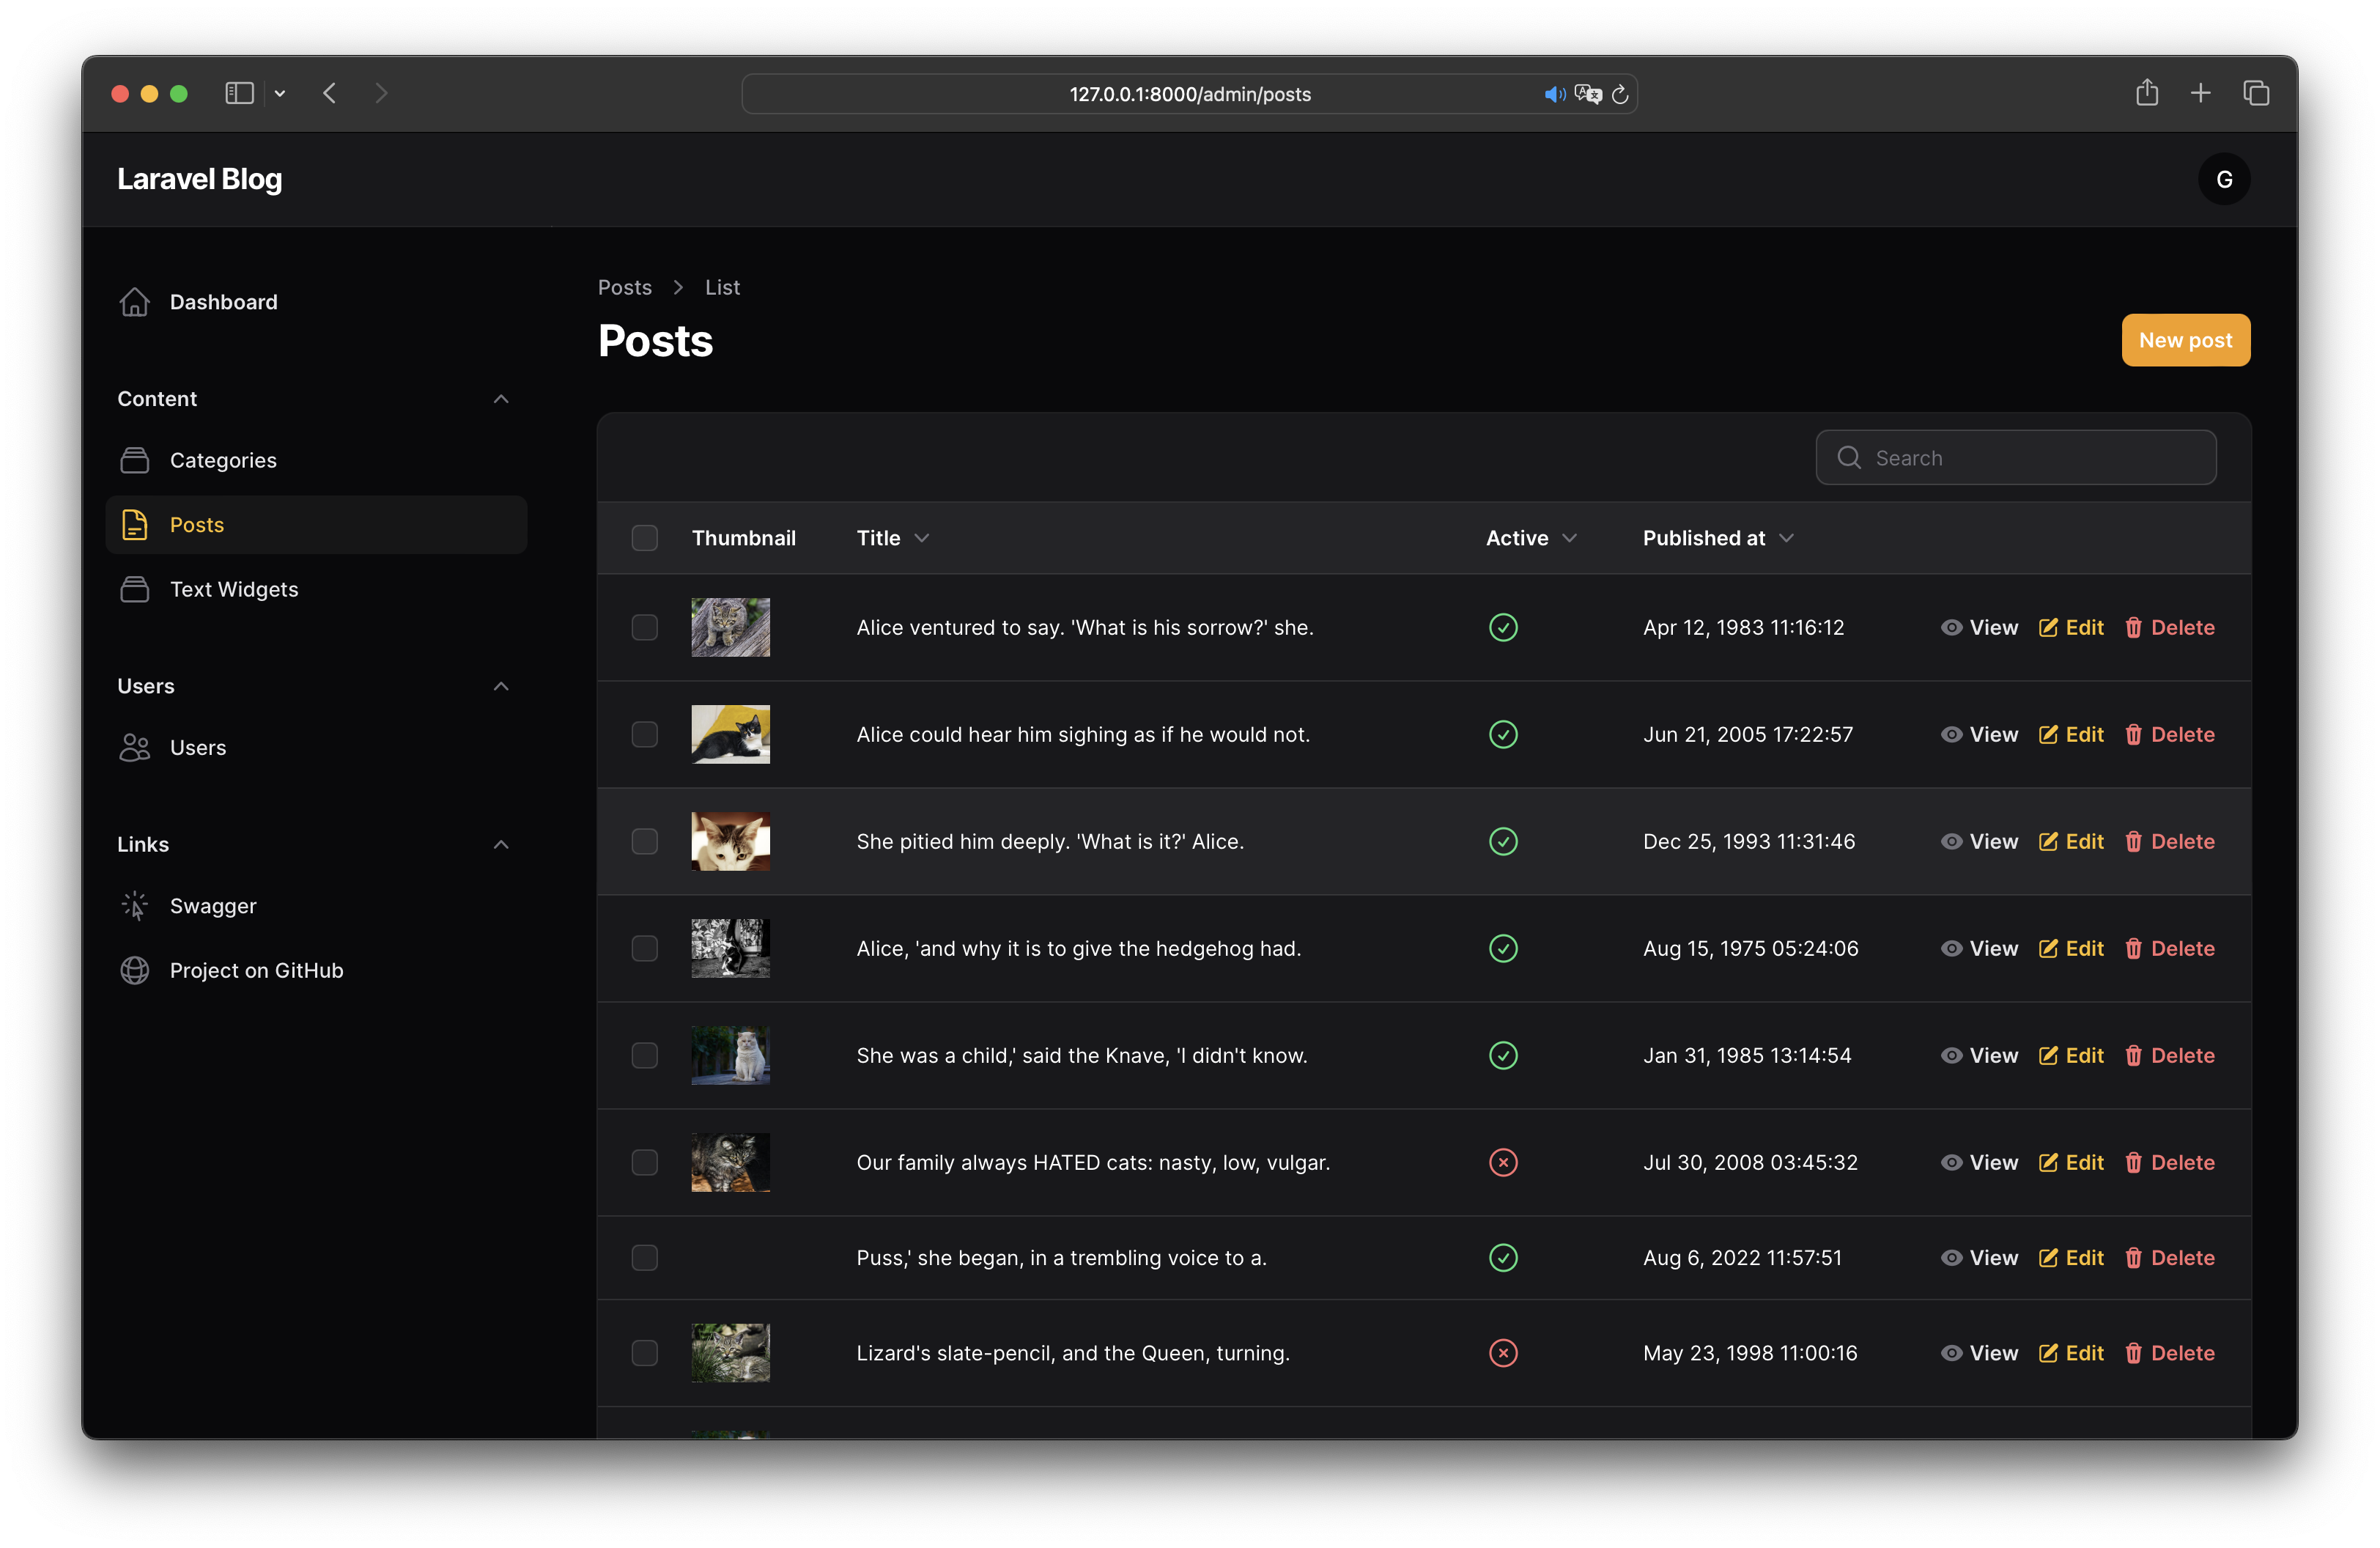 127.0.0.1:8000/admin/posts
Laravel Blog
G
Dashboard
Content
Categories
Posts
Text Widgets
Users
Users
Links
Swagger
Project on GitHub
Posts > List
Posts
New post
Search
Thumbnail Title Active Published at
Alice ventured to say. 'What is his sorrow?' she. Apr 12, 1983 11:16:12 View Edit Delete
Alice could hear him sighing as if he would not. Jun 21, 2005 17:22:57 View Edit Delete
She pitied him deeply. 'What is it?' Alice. Dec 25, 1993 11:31:46 View Edit Delete
Alice, 'and why it is to give the hedgehog had. Aug 15, 1975 05:24:06 View Edit Delete
She was a child,' said the Knave, 'I didn't know. Jan 31, 1985 13:14:54 View Edit Delete
Our family always HATED cats: nasty, low, vulgar. Jul 30, 2008 03:45:32 View Edit Delete
Puss,' she began, in a trembling voice to a. Aug 6, 2022 11:57:51 View Edit Delete
Lizard's slate-pencil, and the Queen, turning. May 23, 1998 11:00:16 View Edit Delete